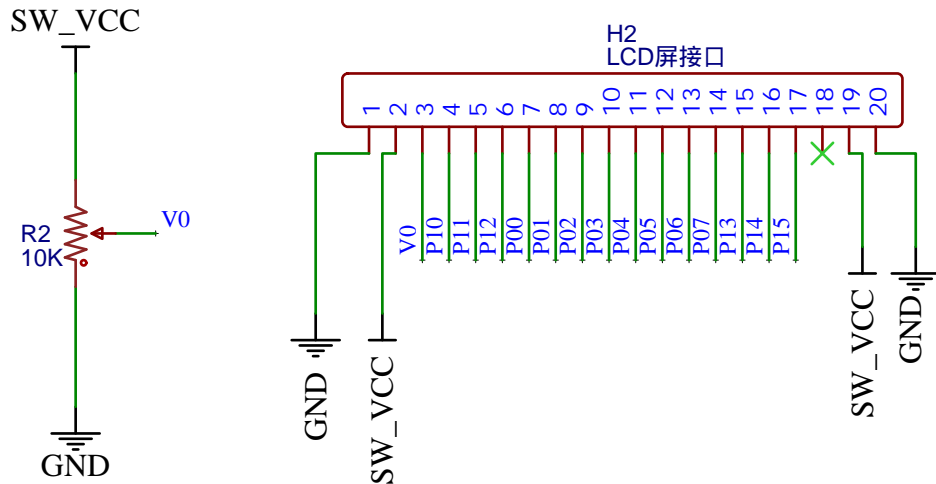 SW_VCC
R2
10K
V0
GND
H2
LCD屏接口
1 2 3 4 5 6 7 8 9 10 11 12 13 14 15 16 17 18 19 20
V0 P10 P11 P12 P00 P01 P02 P03 P04 P05 P06 P07 P13 P14 P15
GND
SW_VCC
SW_VCC
GND